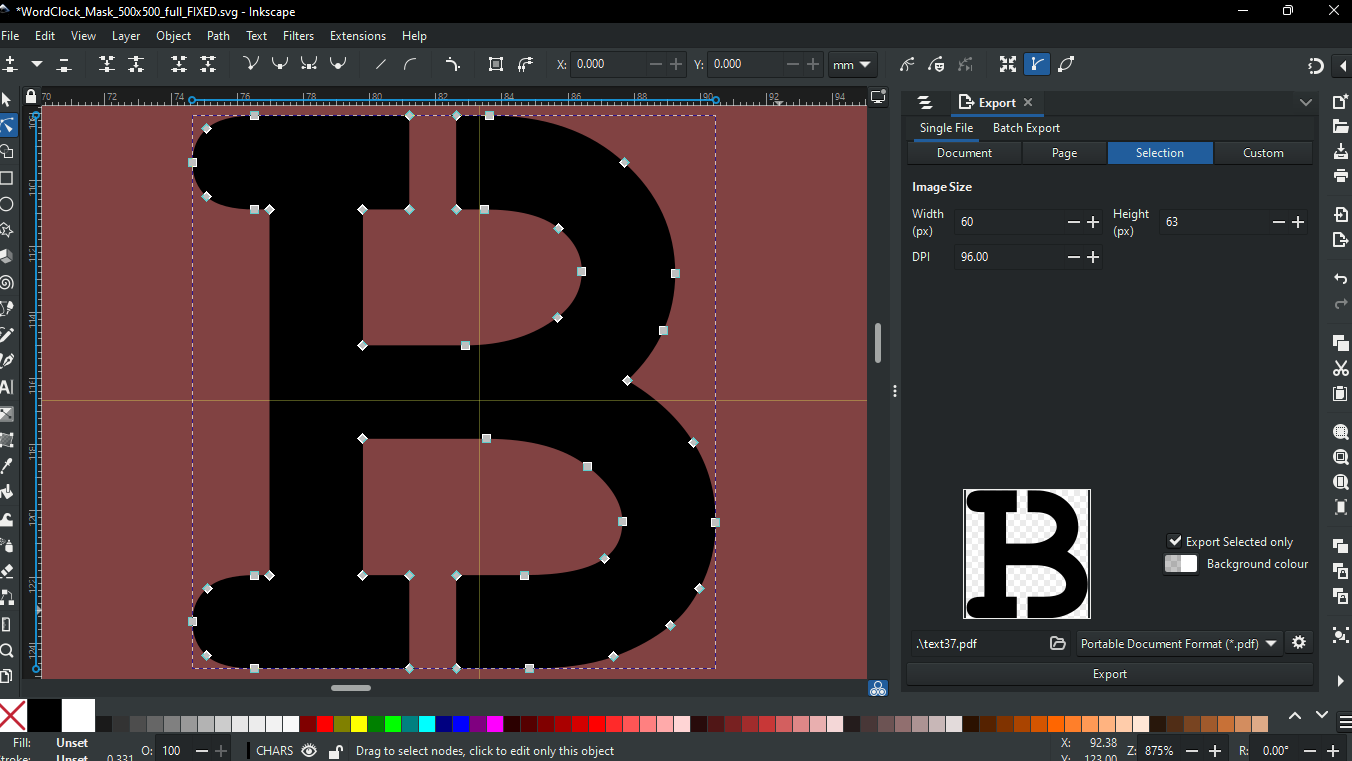 *WordClock_Mask_500x500_full_FIXED.svg - Inkscape
File Edit View Layer Object Path Text Filters Extensions Help
X: 0.000 Y: 0.000 mm
70 72 74 76 78 80 82 84 86 88 90 92 94
Export
Single File Batch Export
Document Page Selection Custom
Image Size
Width (px) 60 Height (px) 63
DPI 96.00
B
B
Export Selected only
Background colour
.\text37.pdf Portable Document Format (*.pdf)
Export
Fill: Unset O: 100 CHARS Drag to select nodes, click to edit only this object X: 92.38 Z: 875% R: 0.00°
Stroke: Unset 0.331 Y: 123.00